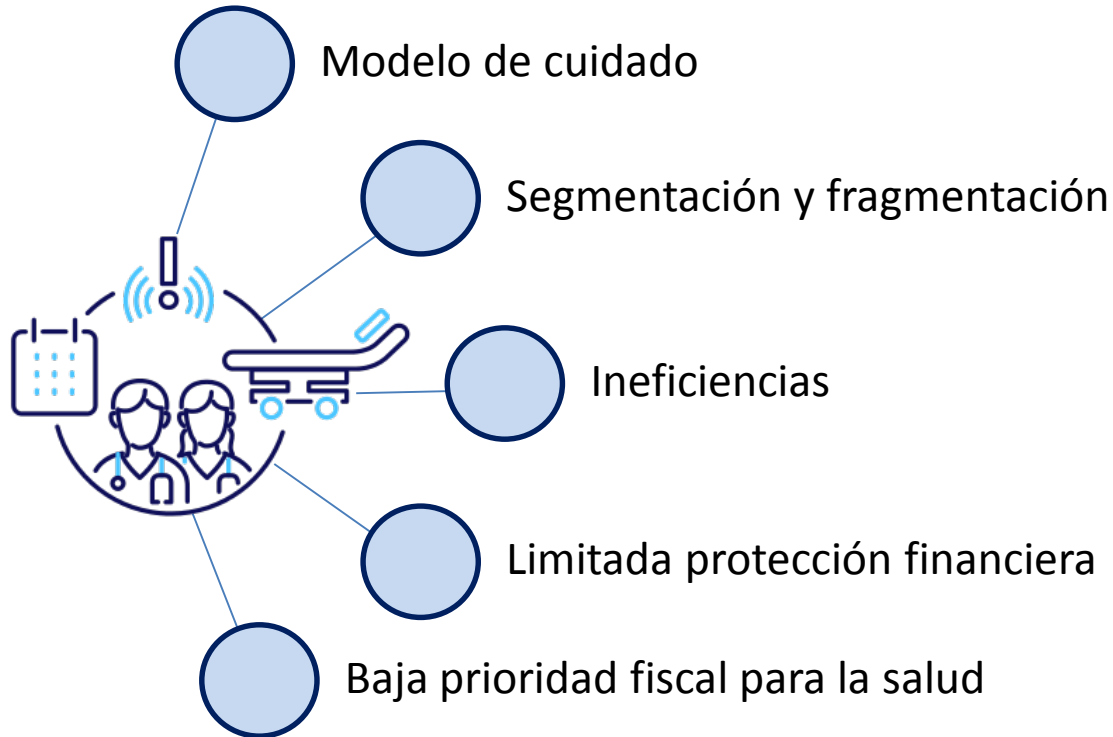 Modelo de cuidado
Segmentación y fragmentación
Ineficiencias
Limitada protección financiera
Baja prioridad fiscal para la salud